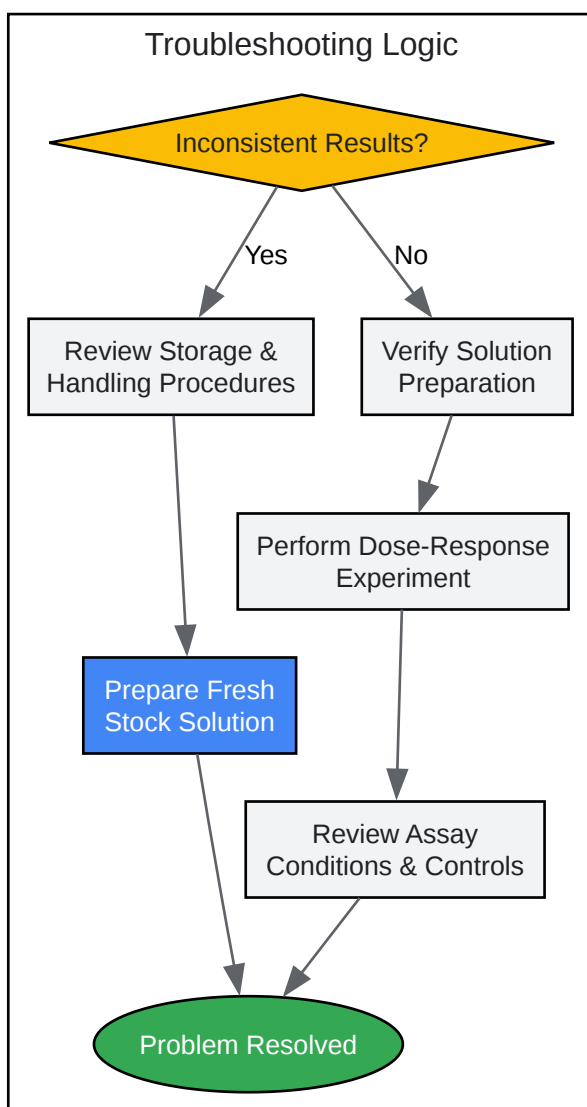 Troubleshooting Logic
Inconsistent Results?
Yes
No
Review Storage &
Handling Procedures
Verify Solution
Preparation
Perform Dose-Response
Experiment
Prepare Fresh
Stock Solution
Review Assay
Conditions & Controls
Problem Resolved